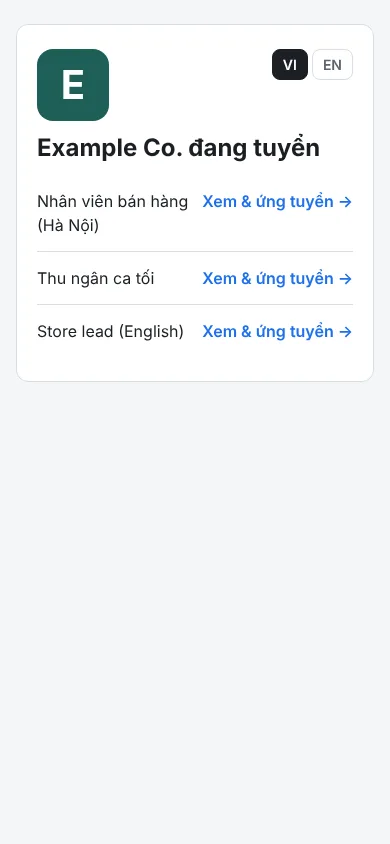 E
VI
EN
Example Co. đang tuyển
Nhân viên bán hàng
(Hà Nội)
Xem & ứng tuyển →
Thu ngân ca tối
Xem & ứng tuyển →
Store lead (English)
Xem & ứng tuyển →